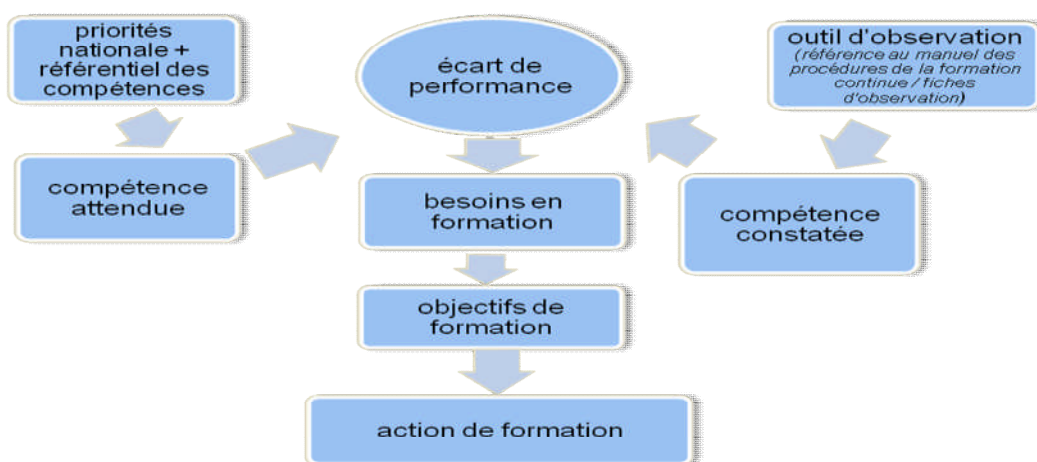 priorités
nationale +
référentiel des
compétences
écart de
performance
outil d'observation
(référence au manuel des
procédures de la formation
continue / fiches
d'observation)
compétence
attendue
besoins en
formation
compétence
constatée
objectifs de
formation
action de formation